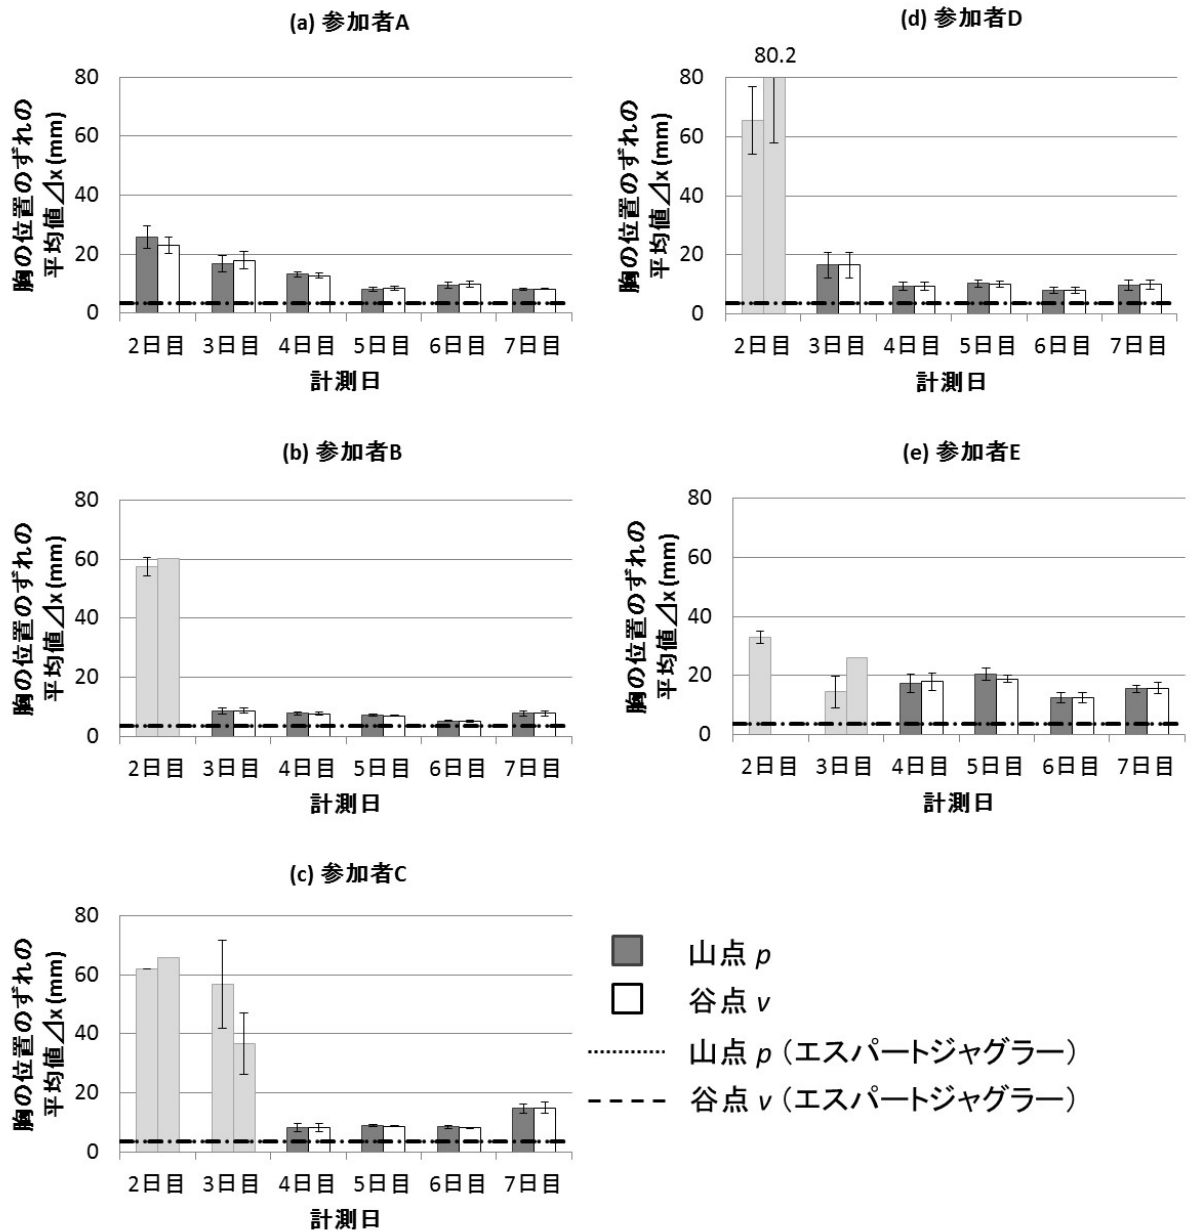 (a) 参加者A
胸の位置のずれの
平均値⊿x(mm)
80
60
40
20
0
2日目 3日目 4日目 5日目 6日目 7日目
計測日
(b) 参加者B
胸の位置のずれの
平均値⊿x(mm)
80
60
40
20
0
2日目 3日目 4日目 5日目 6日目 7日目
計測日
(c) 参加者C
胸の位置のずれの
平均値⊿x(mm)
80
60
40
20
0
2日目 3日目 4日目 5日目 6日目 7日目
計測日
(d) 参加者D
80.2
胸の位置のずれの
平均値⊿x(mm)
80
60
40
20
0
2日目 3日目 4日目 5日目 6日目 7日目
計測日
(e) 参加者E
胸の位置のずれの
平均値⊿x(mm)
80
60
40
20
0
2日目 3日目 4日目 5日目 6日目 7日目
計測日
山点 p
谷点 v
山点 p（エスパートジャグラー）
谷点 v（エスパートジャグラー）